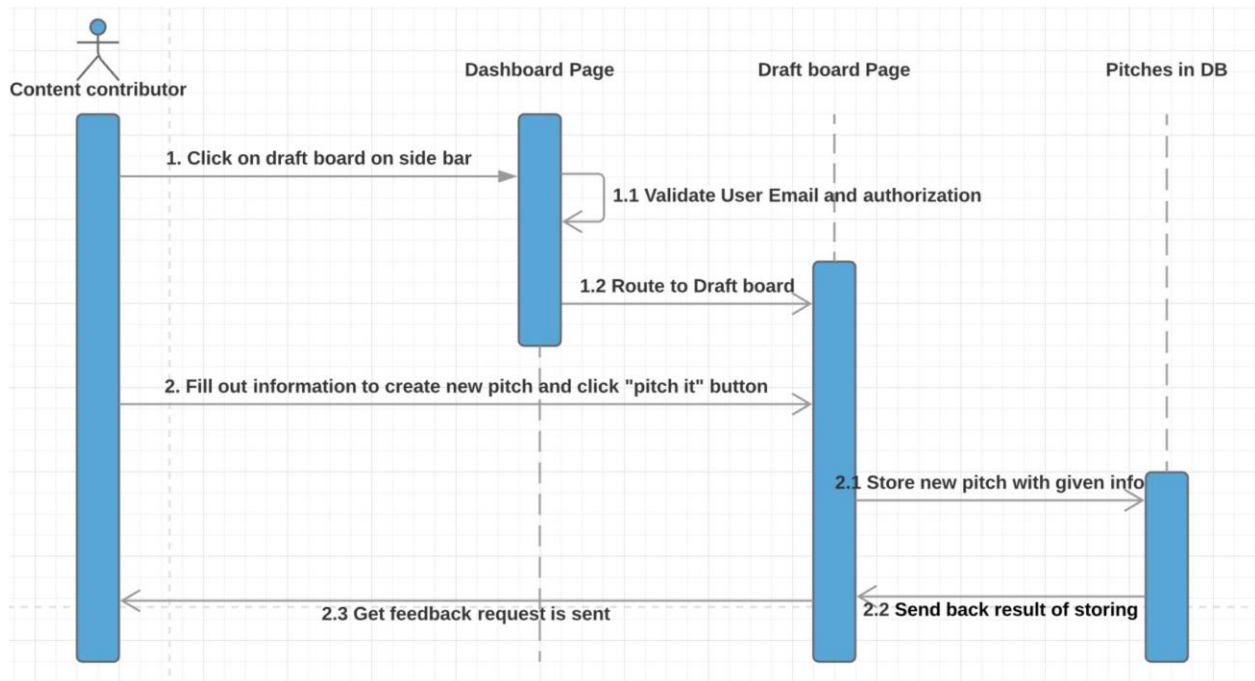 Content contributor
Dashboard Page
Draft board Page
Pitches in DB
1. Click on draft board on side bar
1.1 Validate User Email and authorization
1.2 Route to Draft board
2. Fill out information to create new pitch and click "pitch it" button
2.1 Store new pitch with given info
2.2 Send back result of storing
2.3 Get feedback request is sent